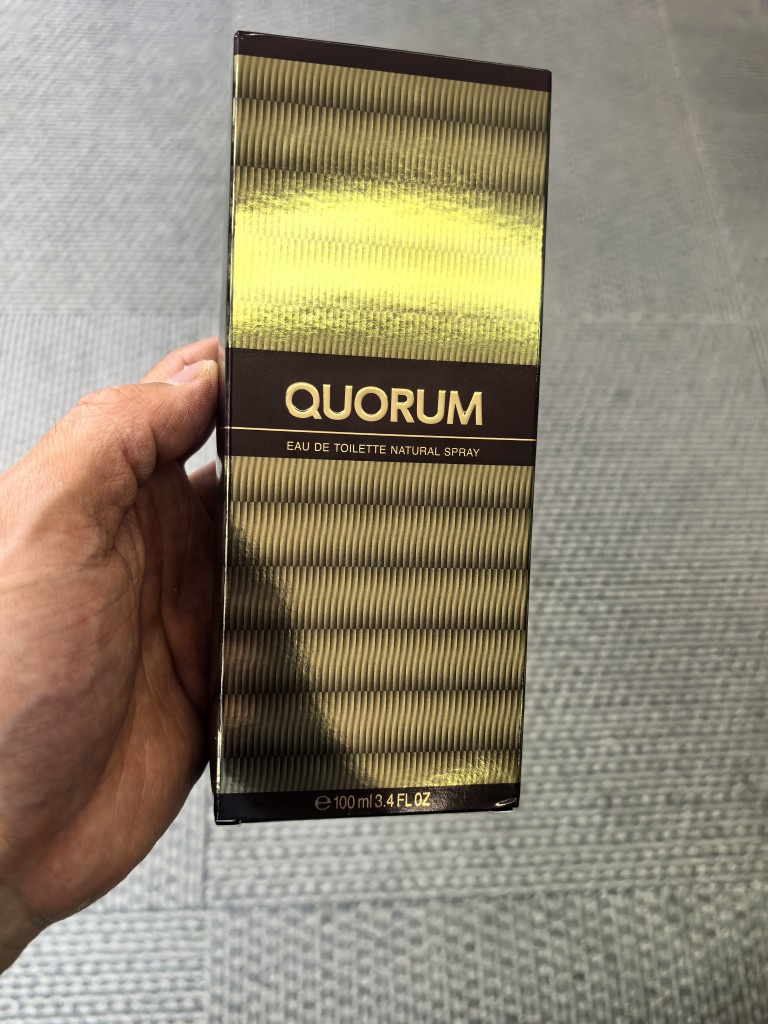 QUORUM
EAU DE TOILETTE NATURAL SPRAY
℮ 100 ml 3.4 FL OZ